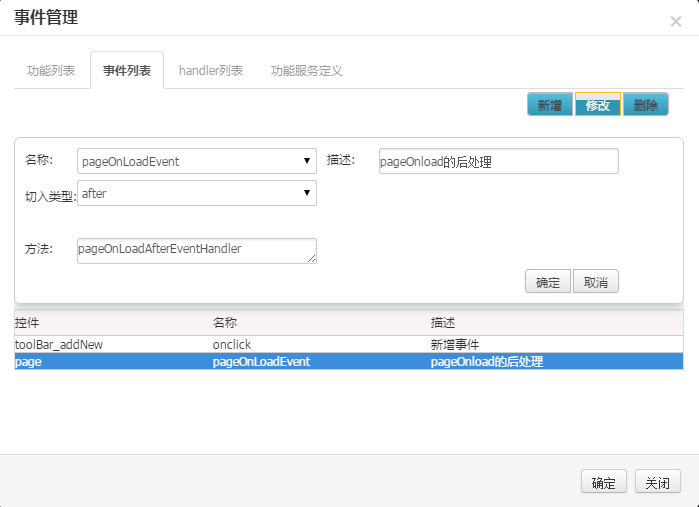 事件管理
功能列表 事件列表 handler列表 功能服务定义
新增 修改 删除
名称: pageOnLoadEvent 描述: pageOnload的后处理
切入类型: after
方法: pageOnLoadAfterEventHandler
确定 取消
控件 名称 描述
toolBar_addNew onclick 新增事件
page pageOnLoadEvent pageOnload的后处理
确定 关闭